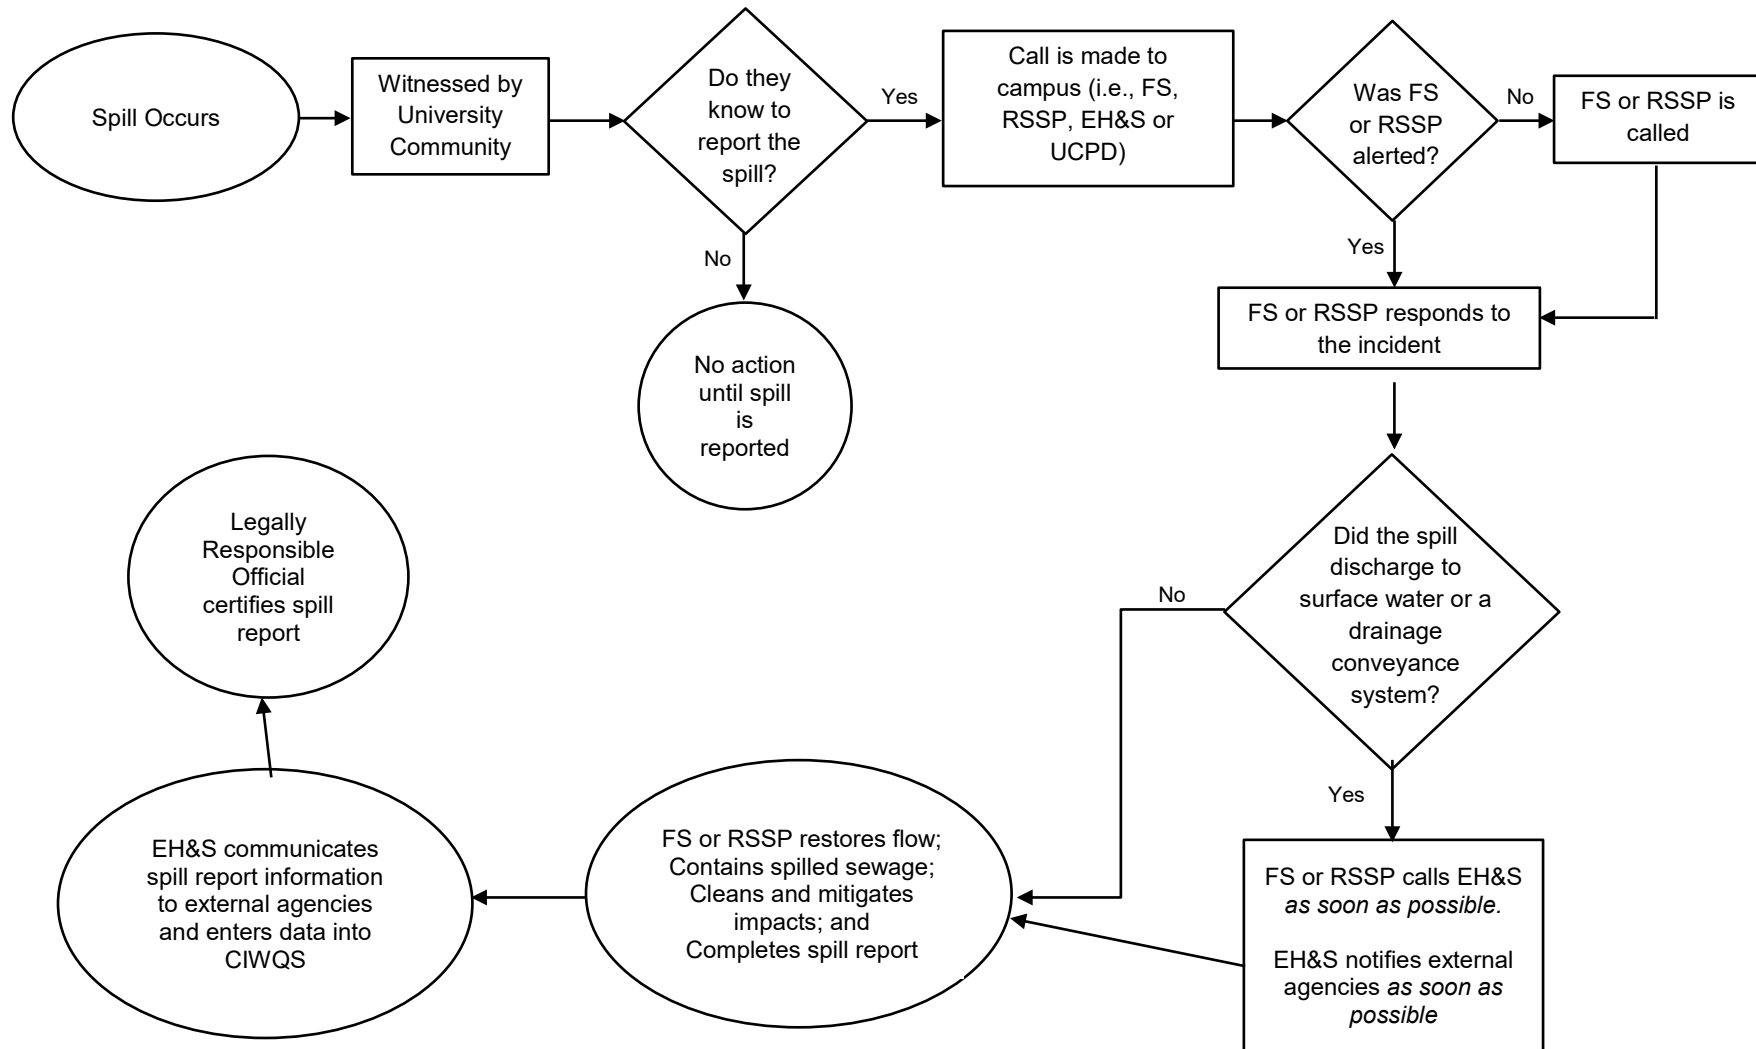 Spill Occurs
Witnessed by
University
Community
Do they
know to
report the
spill?
Yes
No
No action
until spill
is
reported
Call is made to
campus (i.e., FS,
RSSP, EH&S or
UCPD)
Was FS
or RSSP
alerted?
No
FS or RSSP is
called
Yes
FS or RSSP responds to
the incident
Did the spill
discharge to
surface water or a
drainage
conveyance
system?
No
Yes
FS or RSSP calls EH&S
as soon as possible.
EH&S notifies external
agencies as soon as
possible
FS or RSSP restores flow;
Contains spilled sewage;
Cleans and mitigates
impacts; and
Completes spill report
EH&S communicates
spill report information
to external agencies
and enters data into
CIWQS
Legally
Responsible
Official
certifies spill
report